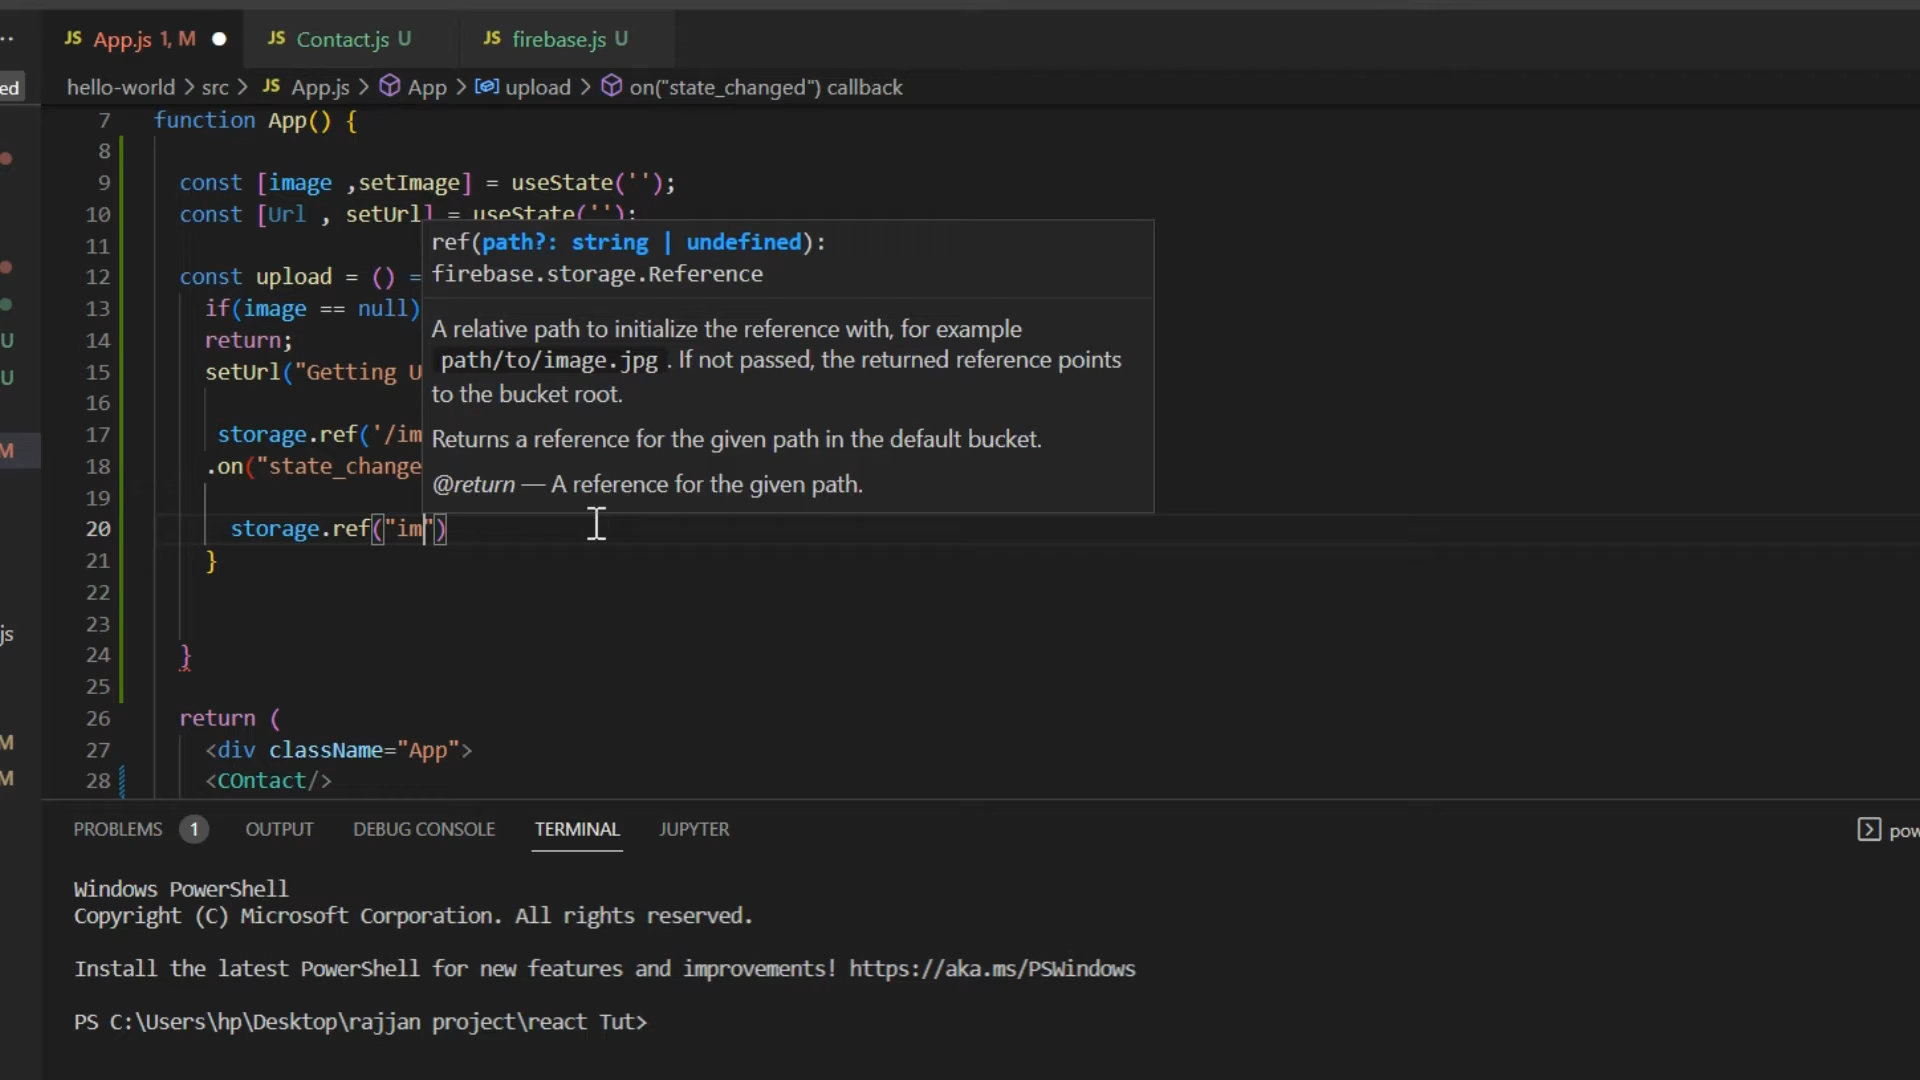 JS App.js 1, M JS Contact.js U JS firebase.js U
ed hello-world > src > JS App.js > App > upload > on("state_changed") callback
7 function App() {
8
9 const [image ,setImage] = useState('');
10 const [Url , setUrl] = useState('');
ref(path?: string | undefined):
11
12 const upload = () =
firebase.storage.Reference
13 if(image == null)
A relative path to initialize the reference with, for example
14 return;
path/to/image.jpg . If not passed, the returned reference points
15 setUrl("Getting U
to the bucket root.
16
17 storage.ref('/im
Returns a reference for the given path in the default bucket.
18 .on("state_change
@return — A reference for the given path.
19
20 storage.ref("im")
21 }
22
23
js
24 }
25
26 return (
27 <div className="App">
28 <COntact/>
PROBLEMS 1 OUTPUT DEBUG CONSOLE TERMINAL JUPYTER pow
Windows PowerShell
Copyright (C) Microsoft Corporation. All rights reserved.
Install the latest PowerShell for new features and improvements! https://aka.ms/PSWindows
PS C:\Users\hp\Desktop\rajjan project\react Tut>
U
U
M
M
M